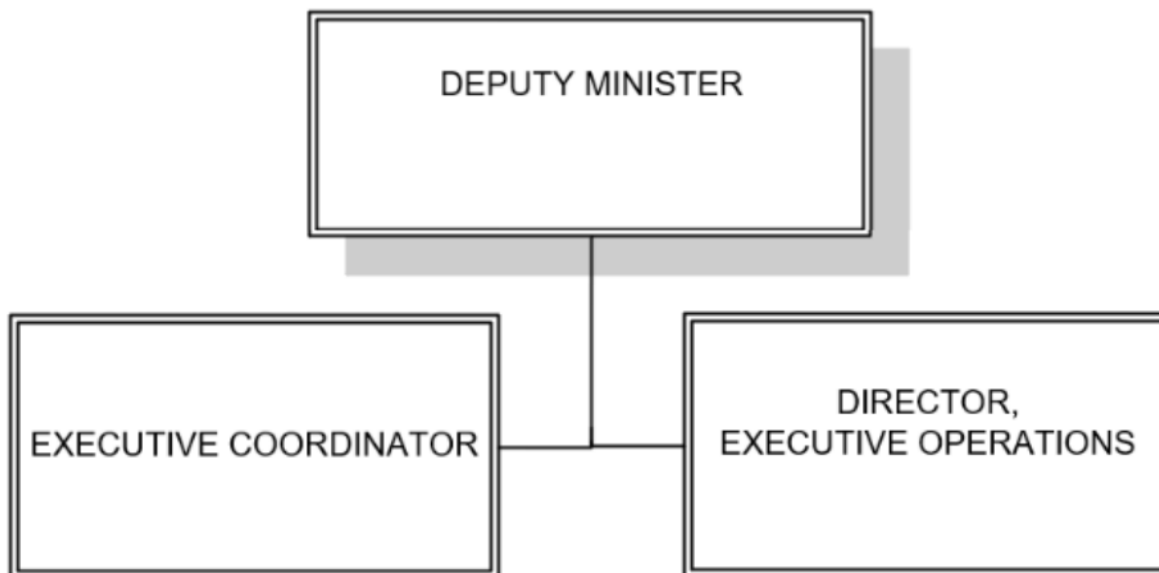 DEPUTY MINISTER
EXECUTIVE COORDINATOR
DIRECTOR,
EXECUTIVE OPERATIONS